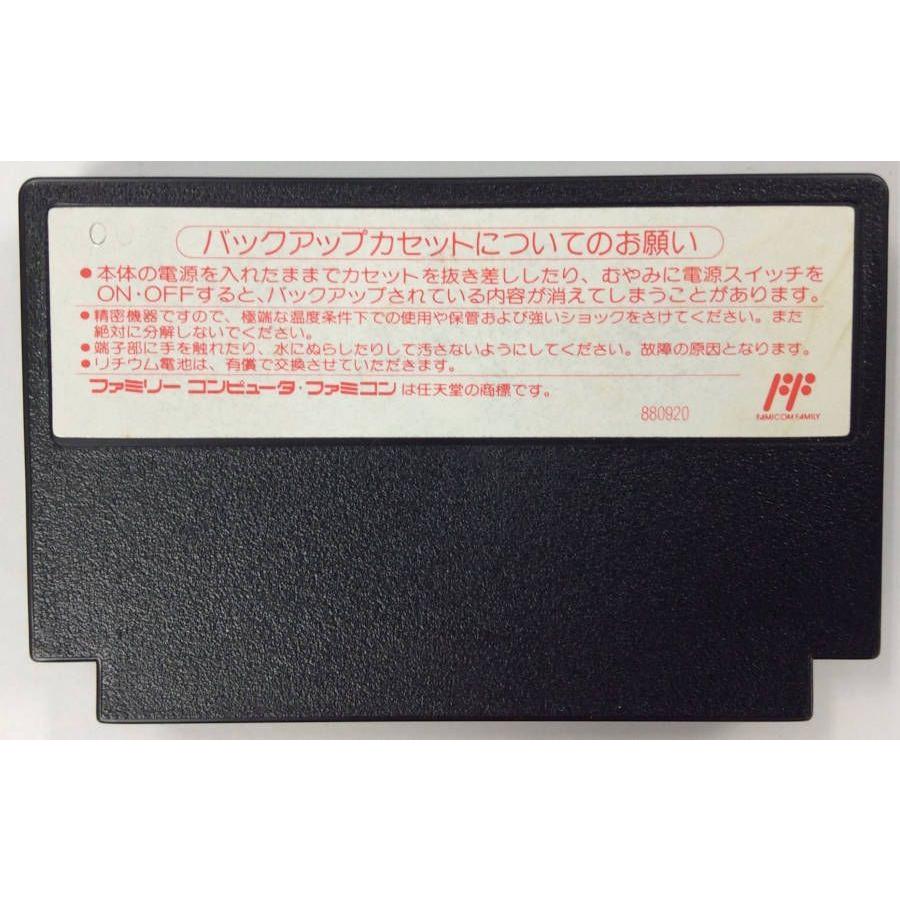 バックアップカセットについてのお願い
●本体の電源を入れたままでカセットを抜き差ししたり、むやみに電源スイッチを
ON・OFFすると、バックアップされている内容が消えてしまうことがあります。
●精密機器ですので、極端な温度条件下での使用や保管および強いショックをさけてください。また
絶対に分解しないでください。
●端子部に手を触れたり、水にぬらしたりして汚さないようにしてください。故障の原因となります。
●リチウム電池は、有償で交換させていただきます。
ファミリー コンピュータ・ファミコンは任天堂の商標です。
880920
FAMICOM FAMILY